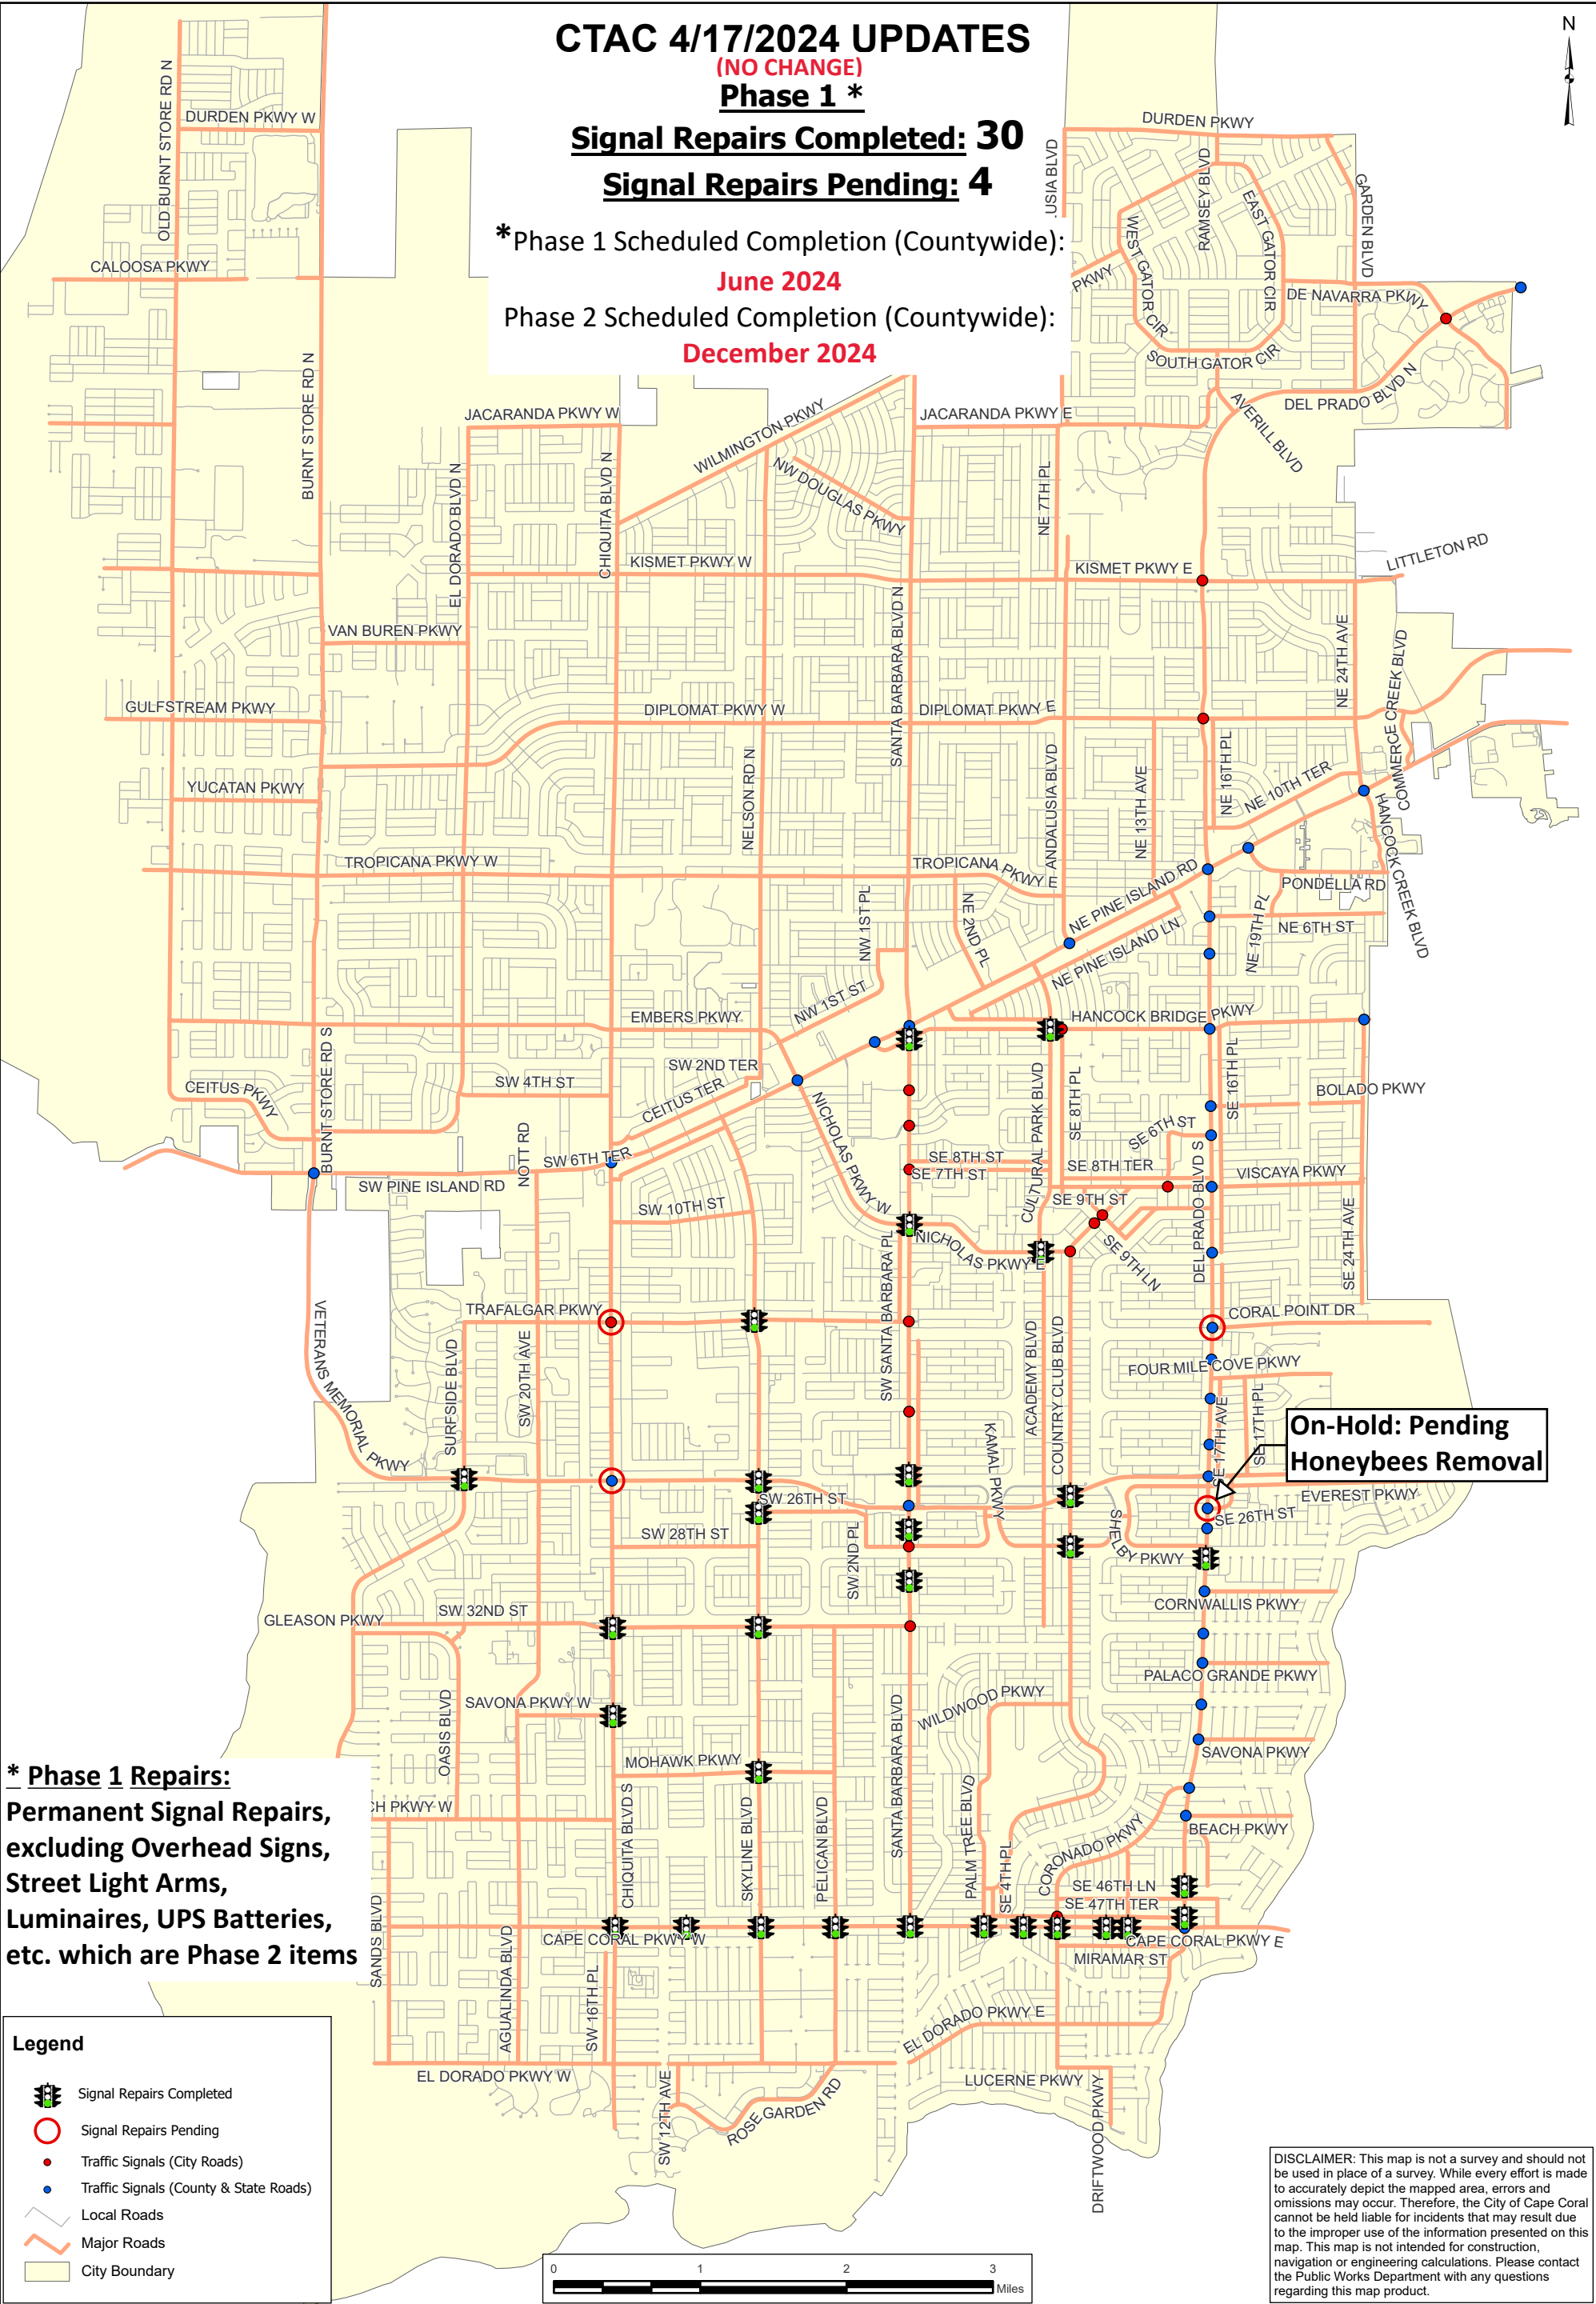 CTAC 4/17/2024 UPDATES
(NO CHANGE)
Phase 1 *
Signal Repairs Completed: 30
Signal Repairs Pending: 4
*Phase 1 Scheduled Completion (Countywide):
June 2024
Phase 2 Scheduled Completion (Countywide):
December 2024
N
OLD BURNT STORE RD N
DURDEN PKWY W
CALOOSA PKWY
BURNT STORE RD N
DURDEN PKWY
USIA BLVD
RAMSEY BLVD
WEST GATOR CIR
EAST GATOR CIR
GARDEN BLVD
PKWY
DE NAVARRA PKWY
SOUTH GATOR CIR
DEL PRADO BLVD N
AVERILL BLVD
JACARANDA PKWY W
WILMINGTON PKWY
JACARANDA PKWY E
NW DOUGLAS PKWY
EL DORADO BLVD N
CHIQUITA BLVD N
NE 7TH PL
KISMET PKWY W
KISMET PKWY E
LITTLETON RD
VAN BUREN PKWY
SANTA BARBARA BLVD N
NE 24TH AVE
COMMERCE CREEK BLVD
GULFSTREAM PKWY
DIPLOMAT PKWY W
DIPLOMAT PKWY E
YUCATAN PKWY
NELSON RD N
ANDALUSIA BLVD
NE 13TH AVE
NE 16TH PL
NE 10TH TER
HANCOCK CREEK BLVD
TROPICANA PKWY W
TROPICANA PKWY E
PONDELLA RD
NE PINE ISLAND RD
NE PINE ISLAND LN
NW 1ST PL
NE 2ND PL
NE 19TH PL
NE 6TH ST
NW 1ST ST
EMBERS PKWY
HANCOCK BRIDGE PKWY
BURNT STORE RD S
CEITUS PKWY
SW 4TH ST
SW 2ND TER
CEITUS TER
NICHOLAS PKWY W
CULTURAL PARK BLVD
SE 8TH PL
SE 16TH PL
BOLADO PKWY
SE 6TH ST
SE 8TH ST
SE 7TH ST
SE 8TH TER
VISCAYA PKWY
NOTT RD
SW 6TH TER
SW PINE ISLAND RD
SW 10TH ST
SE 9TH ST
NICHOLAS PKWY E
SE 9TH LN
DEL PRADO BLVD S
SE 24TH AVE
SW SANTA BARBARA PL
TRAFALGAR PKWY
CORAL POINT DR
VETERANS MEMORIAL PKWY
SURFSIDE BLVD
SW 20TH AVE
ACADEMY BLVD
COUNTRY CLUB BLVD
FOUR MILE COVE PKWY
KAMAL PKWY
SE 17TH AVE
SE 17TH PL
On-Hold: Pending
Honeybees Removal
SW 26TH ST
EVEREST PKWY
SE 26TH ST
SW 28TH ST
SW 2ND PL
SHELBY PKWY
GLEASON PKWY
SW 32ND ST
CORNWALLIS PKWY
PALACO GRANDE PKWY
OASIS BLVD
SAVONA PKWY W
WILDWOOD PKWY
MOHAWK PKWY
SAVONA PKWY
* Phase 1 Repairs:
Permanent Signal Repairs,
excluding Overhead Signs,
Street Light Arms,
Luminaires, UPS Batteries,
etc. which are Phase 2 items
CH PKWY W
CHIQUITA BLVD S
SKYLINE BLVD
PELICAN BLVD
SANTA BARBARA BLVD
PALM TREE BLVD
SE 4TH PL
CORONADO PKWY
BEACH PKWY
SE 46TH LN
SE 47TH TER
SANDS BLVD
AGUALINDA BLVD
CAPE CORAL PKWY W
CAPE CORAL PKWY E
MIRAMAR ST
SW 16TH PL
EL DORADO PKWY E
EL DORADO PKWY W
SW 12TH AVE
ROSE GARDEN RD
LUCERNE PKWY
DRIFTWOOD PKWY
Legend
Signal Repairs Completed
Signal Repairs Pending
Traffic Signals (City Roads)
Traffic Signals (County & State Roads)
Local Roads
Major Roads
City Boundary
0 1 2 3
Miles
DISCLAIMER: This map is not a survey and should not
be used in place of a survey. While every effort is made
to accurately depict the mapped area, errors and
omissions may occur. Therefore, the City of Cape Coral
cannot be held liable for incidents that may result due
to the improper use of the information presented on this
map. This map is not intended for construction,
navigation or engineering calculations. Please contact
the Public Works Department with any questions
regarding this map product.